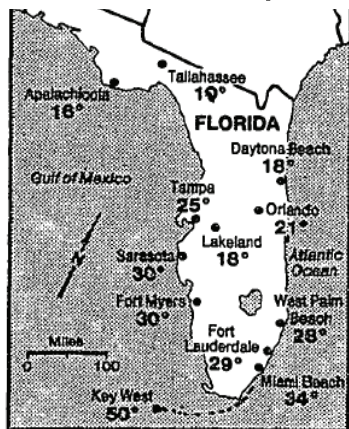 Tallahassee
19°
Apalachicola
16°
FLORIDA
Daytona Beach
18°
Gulf of Mexico
Tampa
25°
Orlando
21°
Lakeland
18°
Atlantic
Ocean
Sarasota
30°
N
Fort Myers
30°
West Palm
Beach
28°
Fort
Lauderdale
29°
Miles
0 100
Miami Beach
34°
Key West
50°